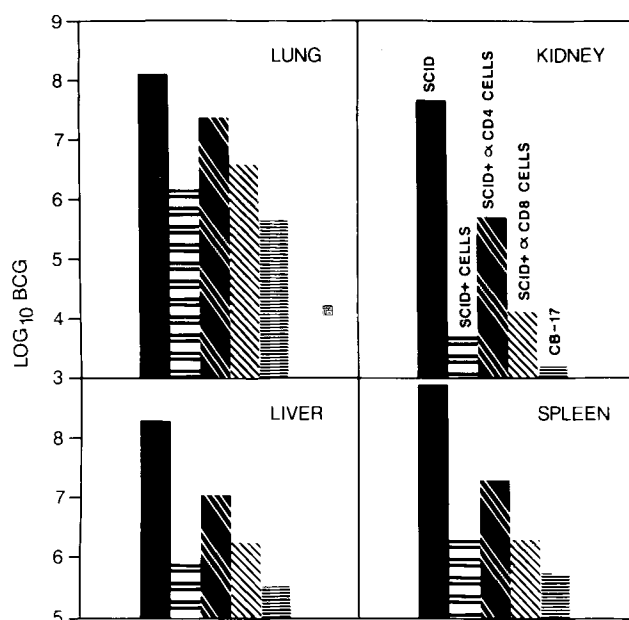 9
8
7
6
5
4
3
8
7
6
5
LOG10 BCG
LUNG
KIDNEY
SCID
SCID+ CELLS
SCID+ α CD4 CELLS
SCID+ α CD8 CELLS
CB-17
LIVER
SPLEEN